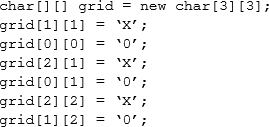 char[][] grid = new char[3][3];
grid[1][1] = ‘X’;
grid[0][0] = ‘O’;
grid[2][1] = ‘X’;
grid[0][1] = ‘O’;
grid[2][2] = ‘X’;
grid[1][2] = ‘O’;